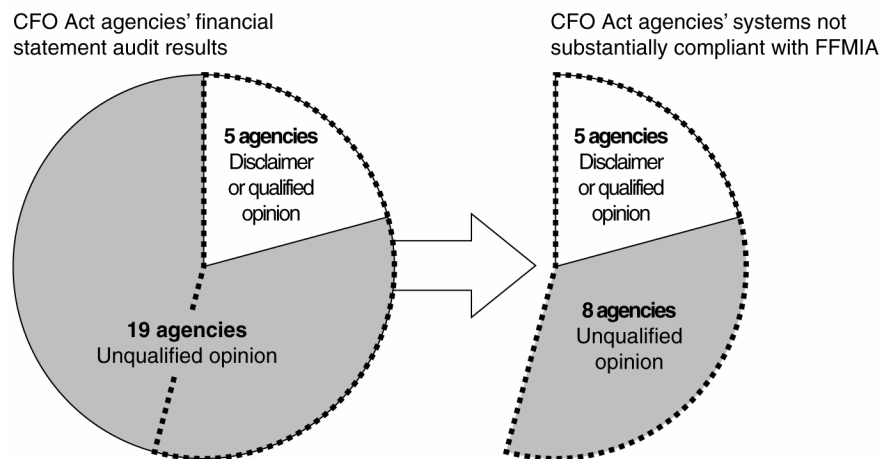 CFO Act agencies’ financial
statement audit results
5 agencies
Disclaimer
or qualified
opinion
19 agencies
Unqualified opinion
CFO Act agencies’ systems not
substantially compliant with FFMIA
5 agencies
Disclaimer
or qualified
opinion
8 agencies
Unqualified
opinion